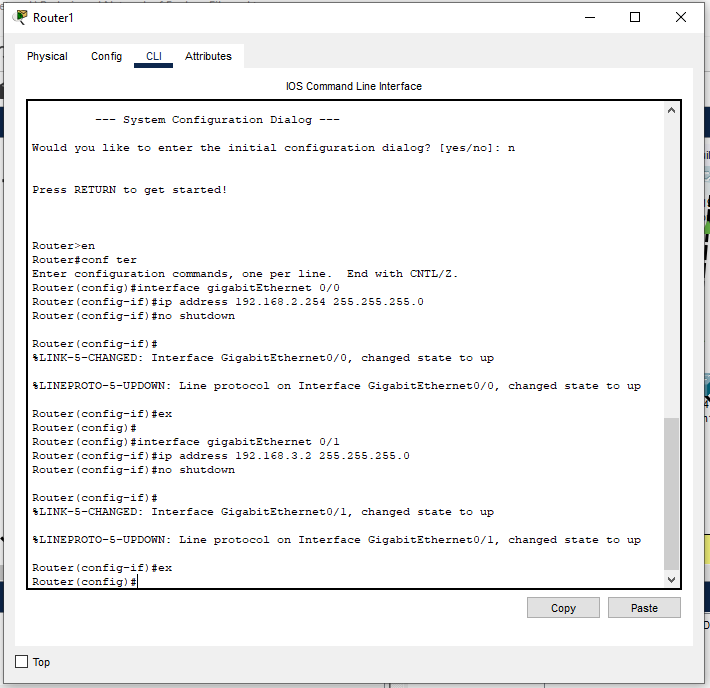 Router1
Physical Config CLI Attributes
IOS Command Line Interface
--- System Configuration Dialog ---
Would you like to enter the initial configuration dialog? [yes/no]: n
Press RETURN to get started!
Router>en
Router#conf ter
Enter configuration commands, one per line.  End with CNTL/Z.
Router(config)#interface gigabitEthernet 0/0
Router(config-if)#ip address 192.168.2.254 255.255.255.0
Router(config-if)#no shutdown
Router(config-if)#
%LINK-5-CHANGED: Interface GigabitEthernet0/0, changed state to up
%LINEPROTO-5-UPDOWN: Line protocol on Interface GigabitEthernet0/0, changed state to up
Router(config-if)#ex
Router(config)#
Router(config)#interface gigabitEthernet 0/1
Router(config-if)#ip address 192.168.3.2 255.255.255.0
Router(config-if)#no shutdown
Router(config-if)#
%LINK-5-CHANGED: Interface GigabitEthernet0/1, changed state to up
%LINEPROTO-5-UPDOWN: Line protocol on Interface GigabitEthernet0/1, changed state to up
Router(config-if)#ex
Router(config)#
Copy Paste
Top